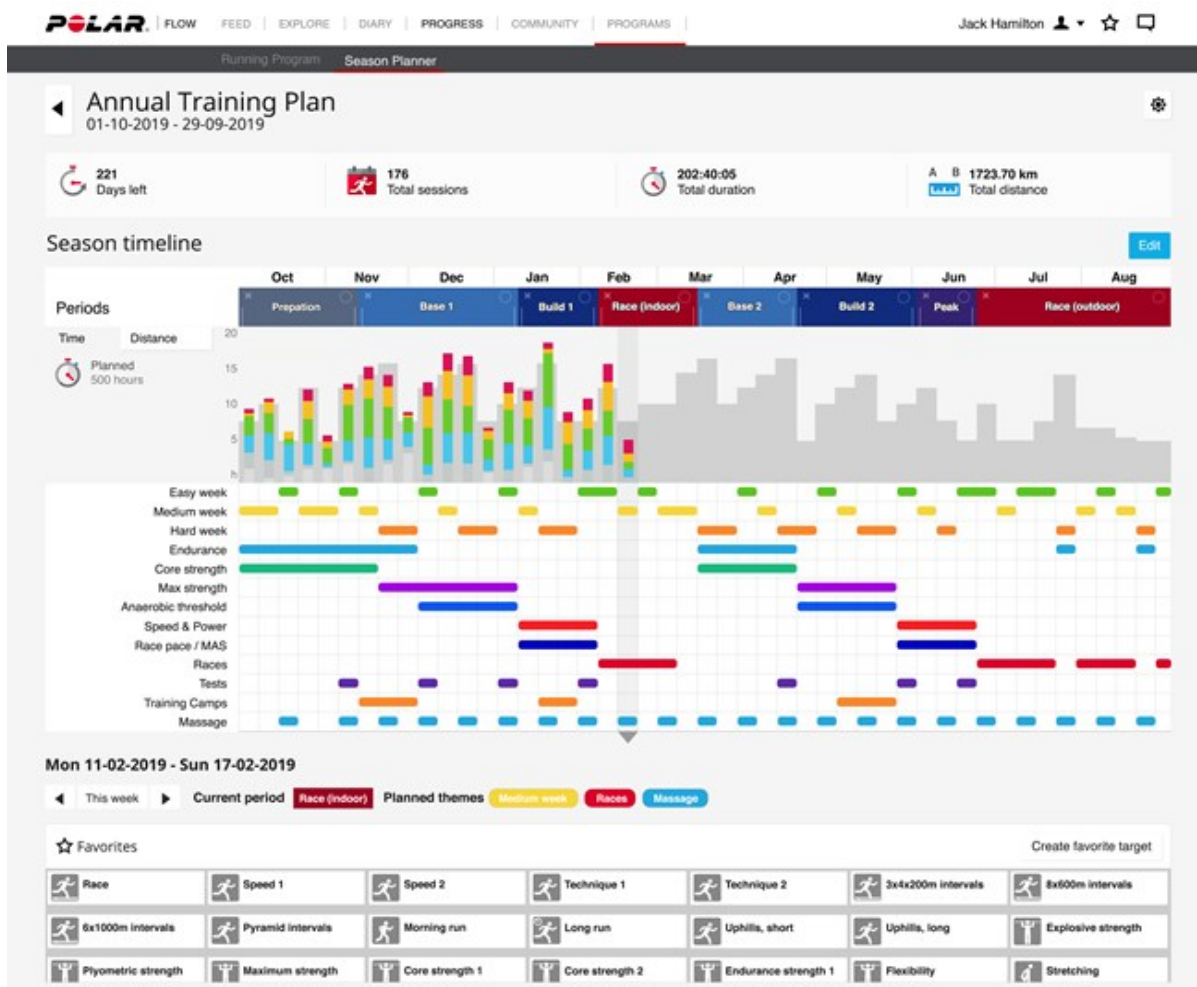 POLAR. FLOW FEED EXPLORE DIARY PROGRESS COMMUNITY PROGRAMS Jack Hamilton
Running Program Season Planner
Annual Training Plan
01-10-2019 - 29-09-2019
221
Days left
176
Total sessions
202:40:05
Total duration
A B
1723.70 km
Total distance
Season timeline Edit
Oct Nov Dec Jan Feb Mar Apr May Jun Jul Aug
Periods Prepation Base 1 Build 1 Race (indoor) Base 2 Build 2 Peak Race (outdoor)
Time Distance
Planned
500 hours
20
15
10
5
h
Easy week
Medium week
Hard week
Endurance
Core strength
Max strength
Anaerobic threshold
Speed & Power
Race pace / MAS
Races
Tests
Training Camps
Massage
Mon 11-02-2019 - Sun 17-02-2019
This week Current period Race (indoor) Planned themes Medium week Races Massage
Favorites Create favorite target
Race Speed 1 Speed 2 Technique 1 Technique 2 3x4x200m intervals 8x600m intervals
6x1000m intervals Pyramid intervals Morning run Long run Uphills, short Uphills, long Explosive strength
Plyometric strength Maximum strength Core strength 1 Core strength 2 Endurance strength 1 Flexibility Stretching